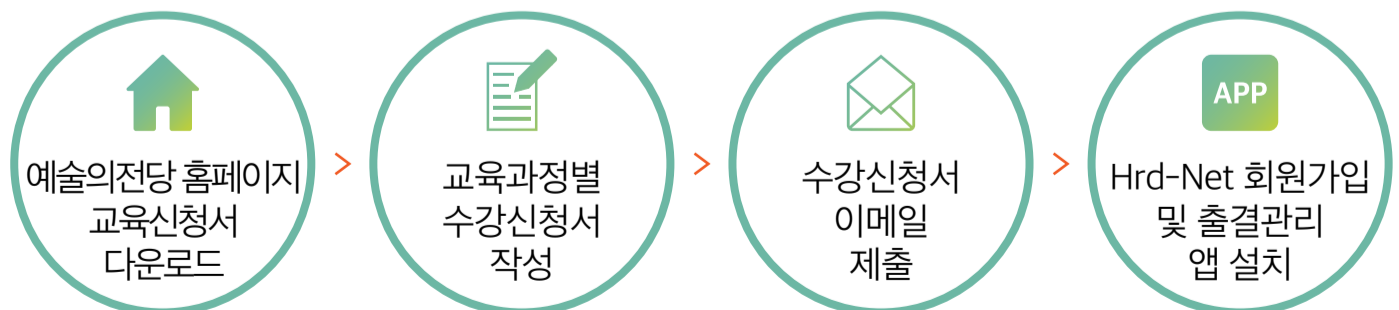 예술의전당 홈페이지
교육신청서
다운로드
>
교육과정별
수강신청서
작성
>
수강신청서
이메일
제출
>
APP
Hrd-Net 회원가입
및 출결관리
앱 설치